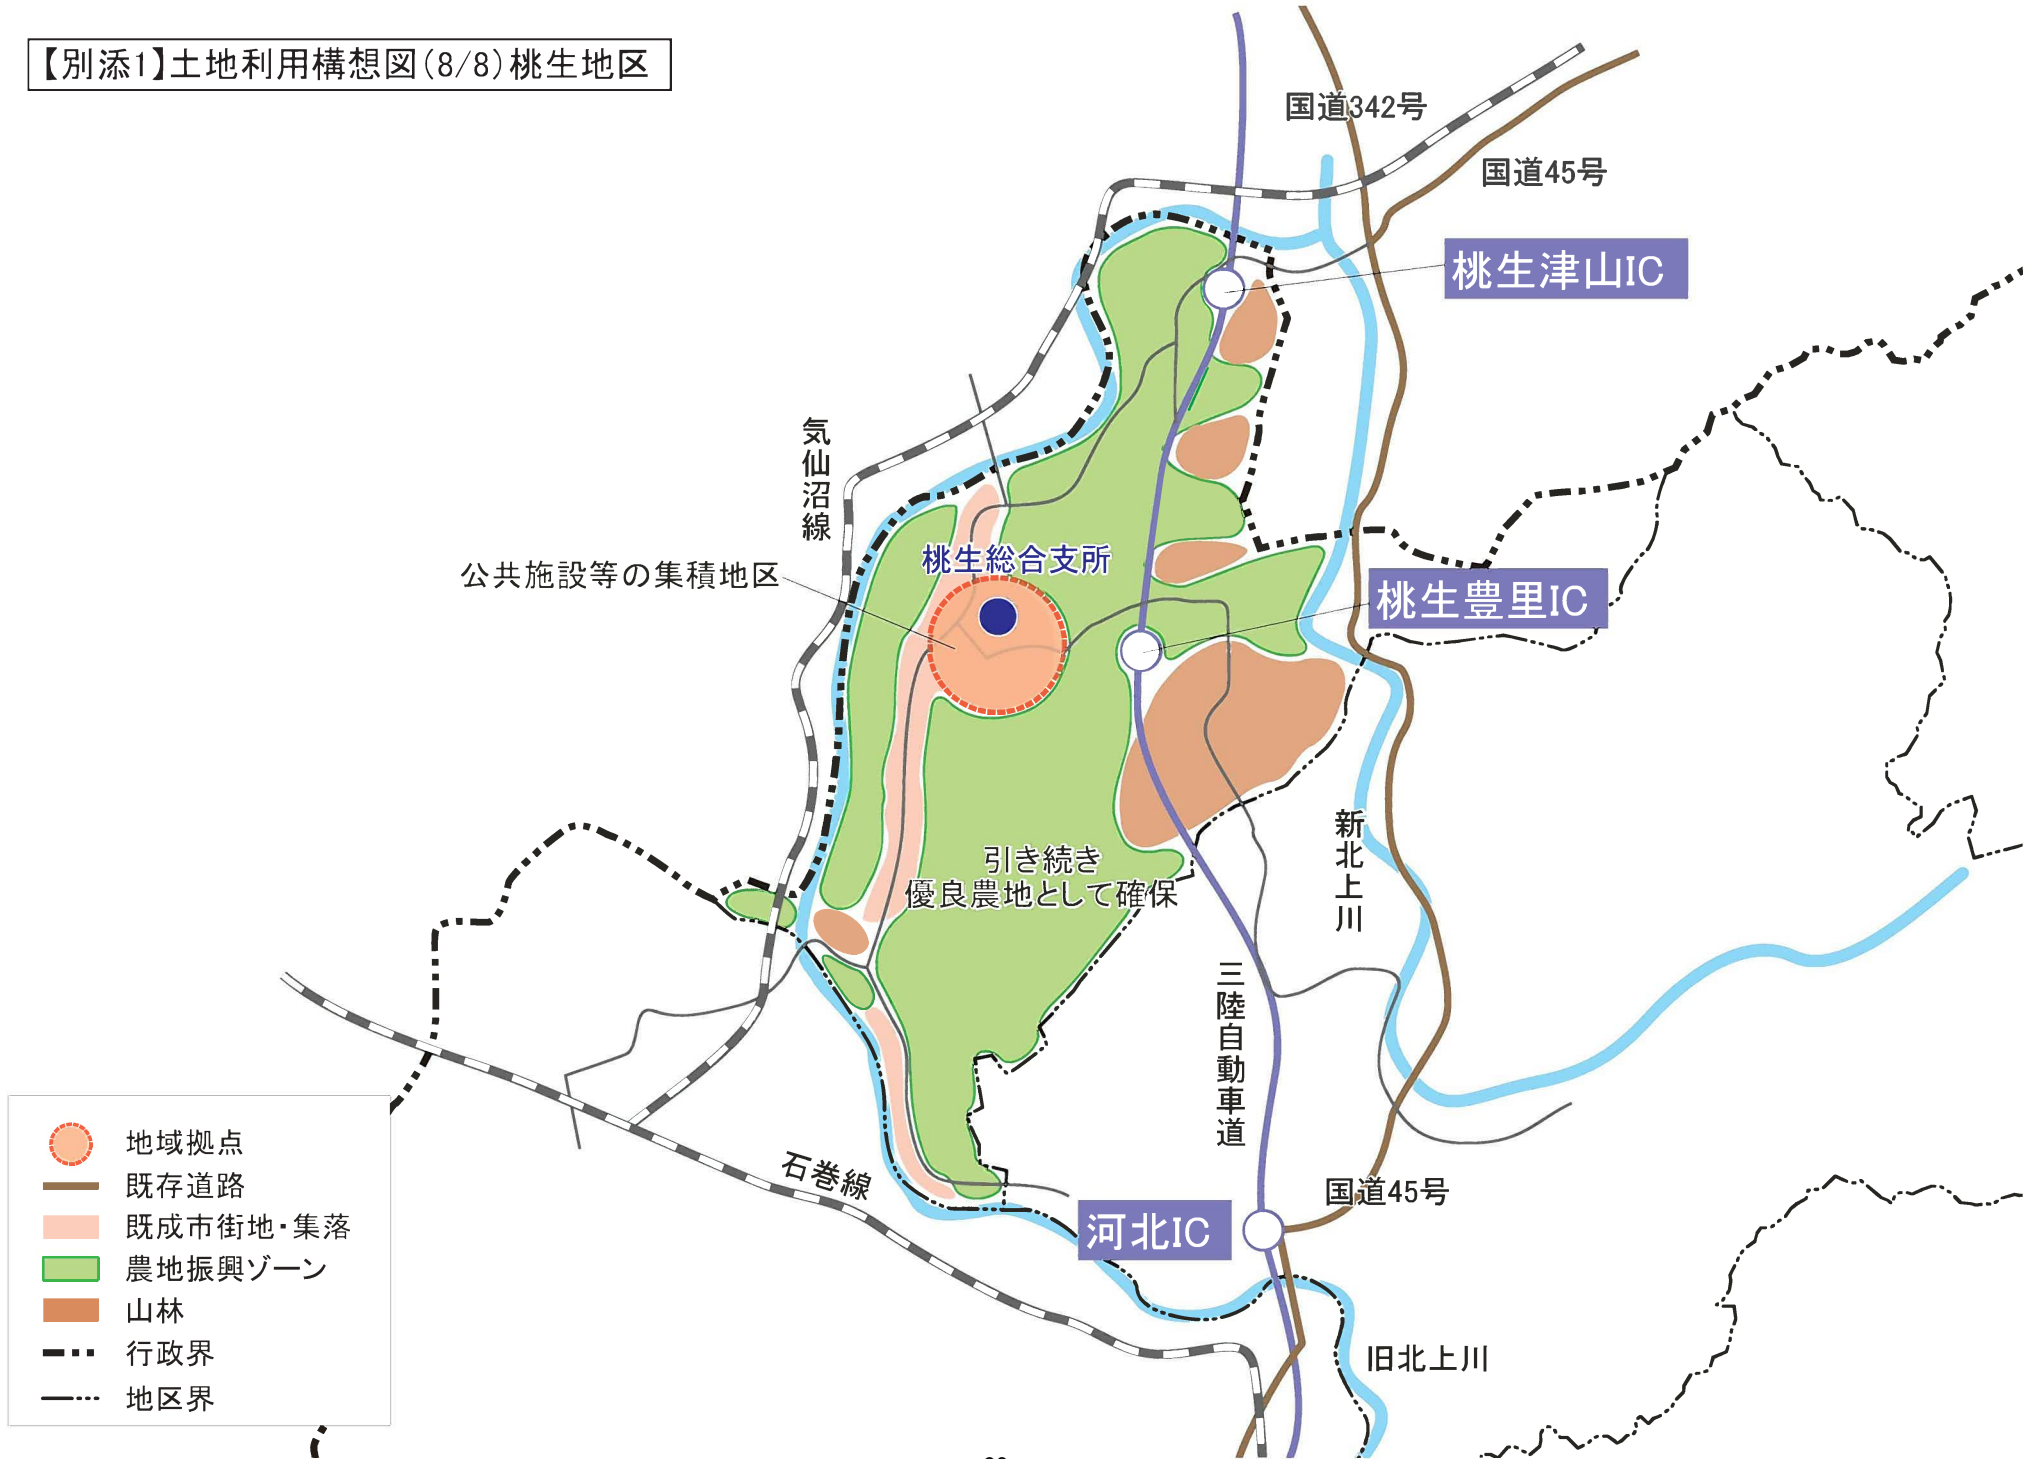 【別添1】土地利用構想図(8/8)桃生地区
国道342号
国道45号
桃生津山IC
気仙沼線
桃生総合支所
公共施設等の集積地区
桃生豊里IC
新北上川
引き続き
優良農地として確保
三陸自動車道
石巻線
国道45号
河北IC
旧北上川
地域拠点
既存道路
既成市街地・集落
農地振興ゾーン
山林
行政界
地区界